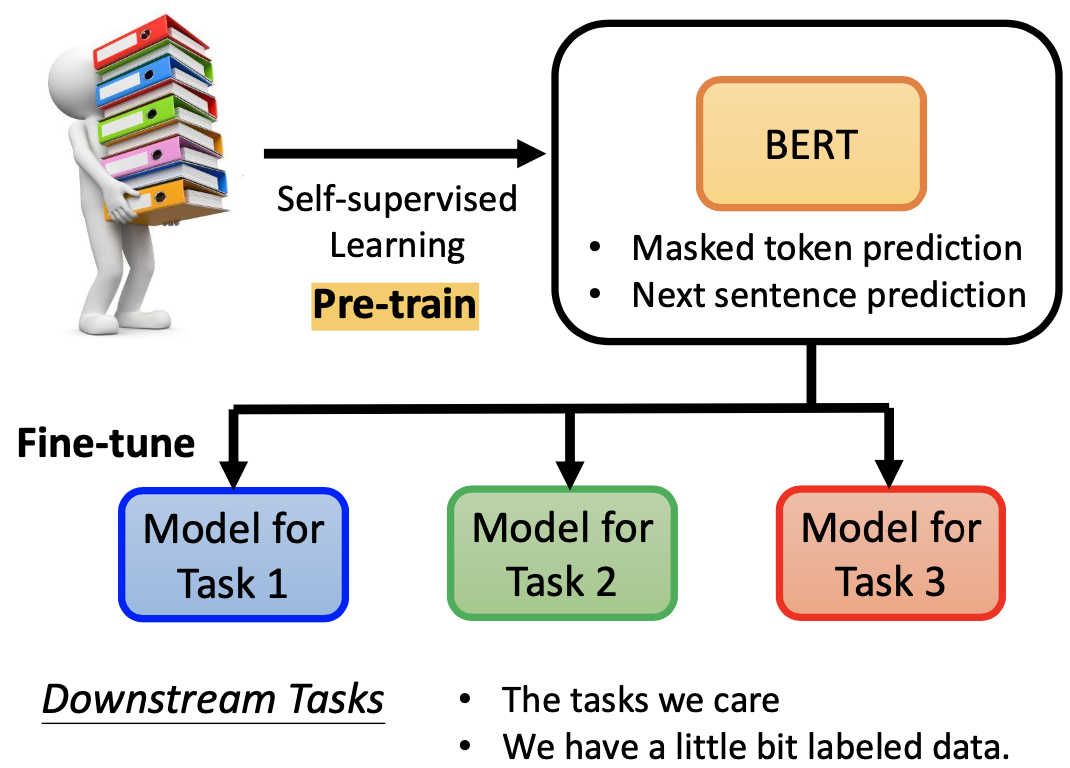 BERT
Self-supervised
Learning
Pre-train
• Masked token prediction
• Next sentence prediction
Fine-tune
Model for
Task 1
Model for
Task 2
Model for
Task 3
Downstream Tasks
• The tasks we care
• We have a little bit labeled data.